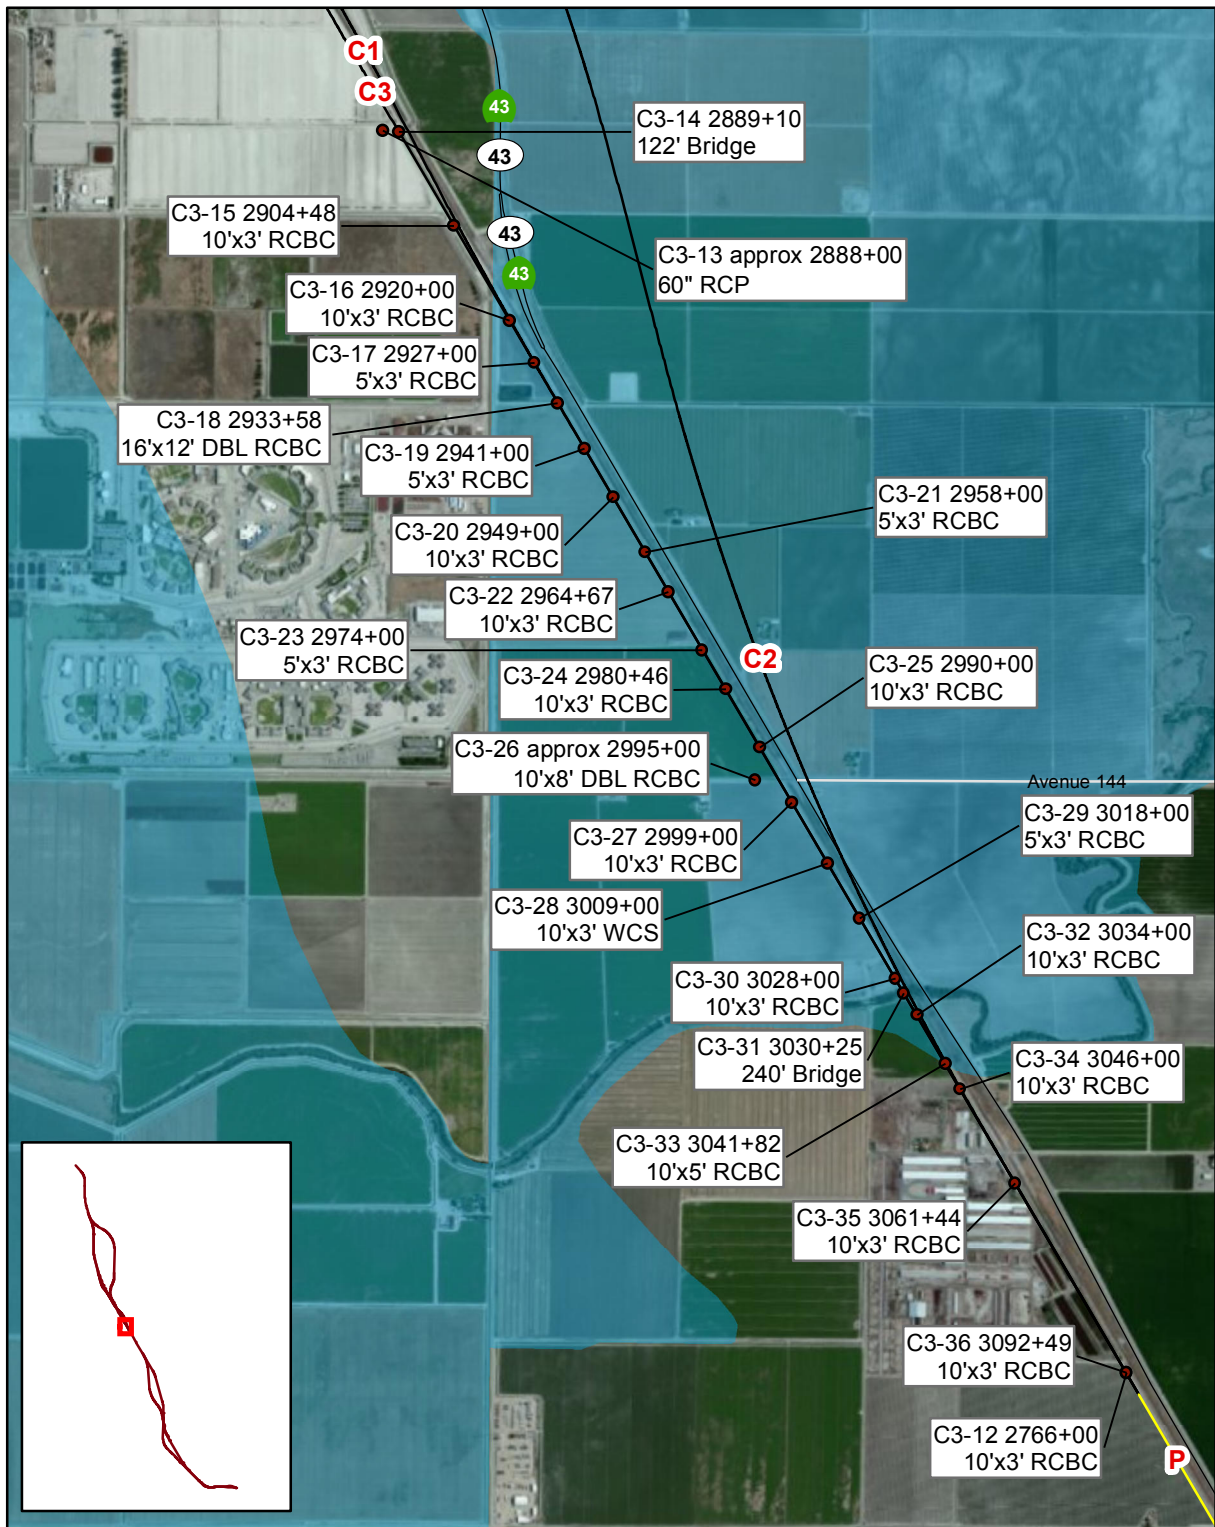 C1
C3
43
43
C3-14 2889+10
122' Bridge
C3-15 2904+48
10'x3' RCBC
43
43
C3-13 approx 2888+00
60" RCP
C3-16 2920+00
10'x3' RCBC
C3-17 2927+00
5'x3' RCBC
C3-18 2933+58
16'x12' DBL RCBC
C3-19 2941+00
5'x3' RCBC
C3-21 2958+00
5'x3' RCBC
C3-20 2949+00
10'x3' RCBC
C3-22 2964+67
10'x3' RCBC
C3-23 2974+00
5'x3' RCBC
C2
C3-25 2990+00
10'x3' RCBC
C3-24 2980+46
10'x3' RCBC
C3-26 approx 2995+00
10'x8' DBL RCBC
Avenue 144
C3-29 3018+00
5'x3' RCBC
C3-27 2999+00
10'x3' RCBC
C3-28 3009+00
10'x3' WCS
C3-32 3034+00
10'x3' RCBC
C3-30 3028+00
10'x3' RCBC
C3-31 3030+25
240' Bridge
C3-34 3046+00
10'x3' RCBC
C3-33 3041+82
10'x5' RCBC
C3-35 3061+44
10'x3' RCBC
C3-36 3092+49
10'x3' RCBC
C3-12 2766+00
10'x3' RCBC
P